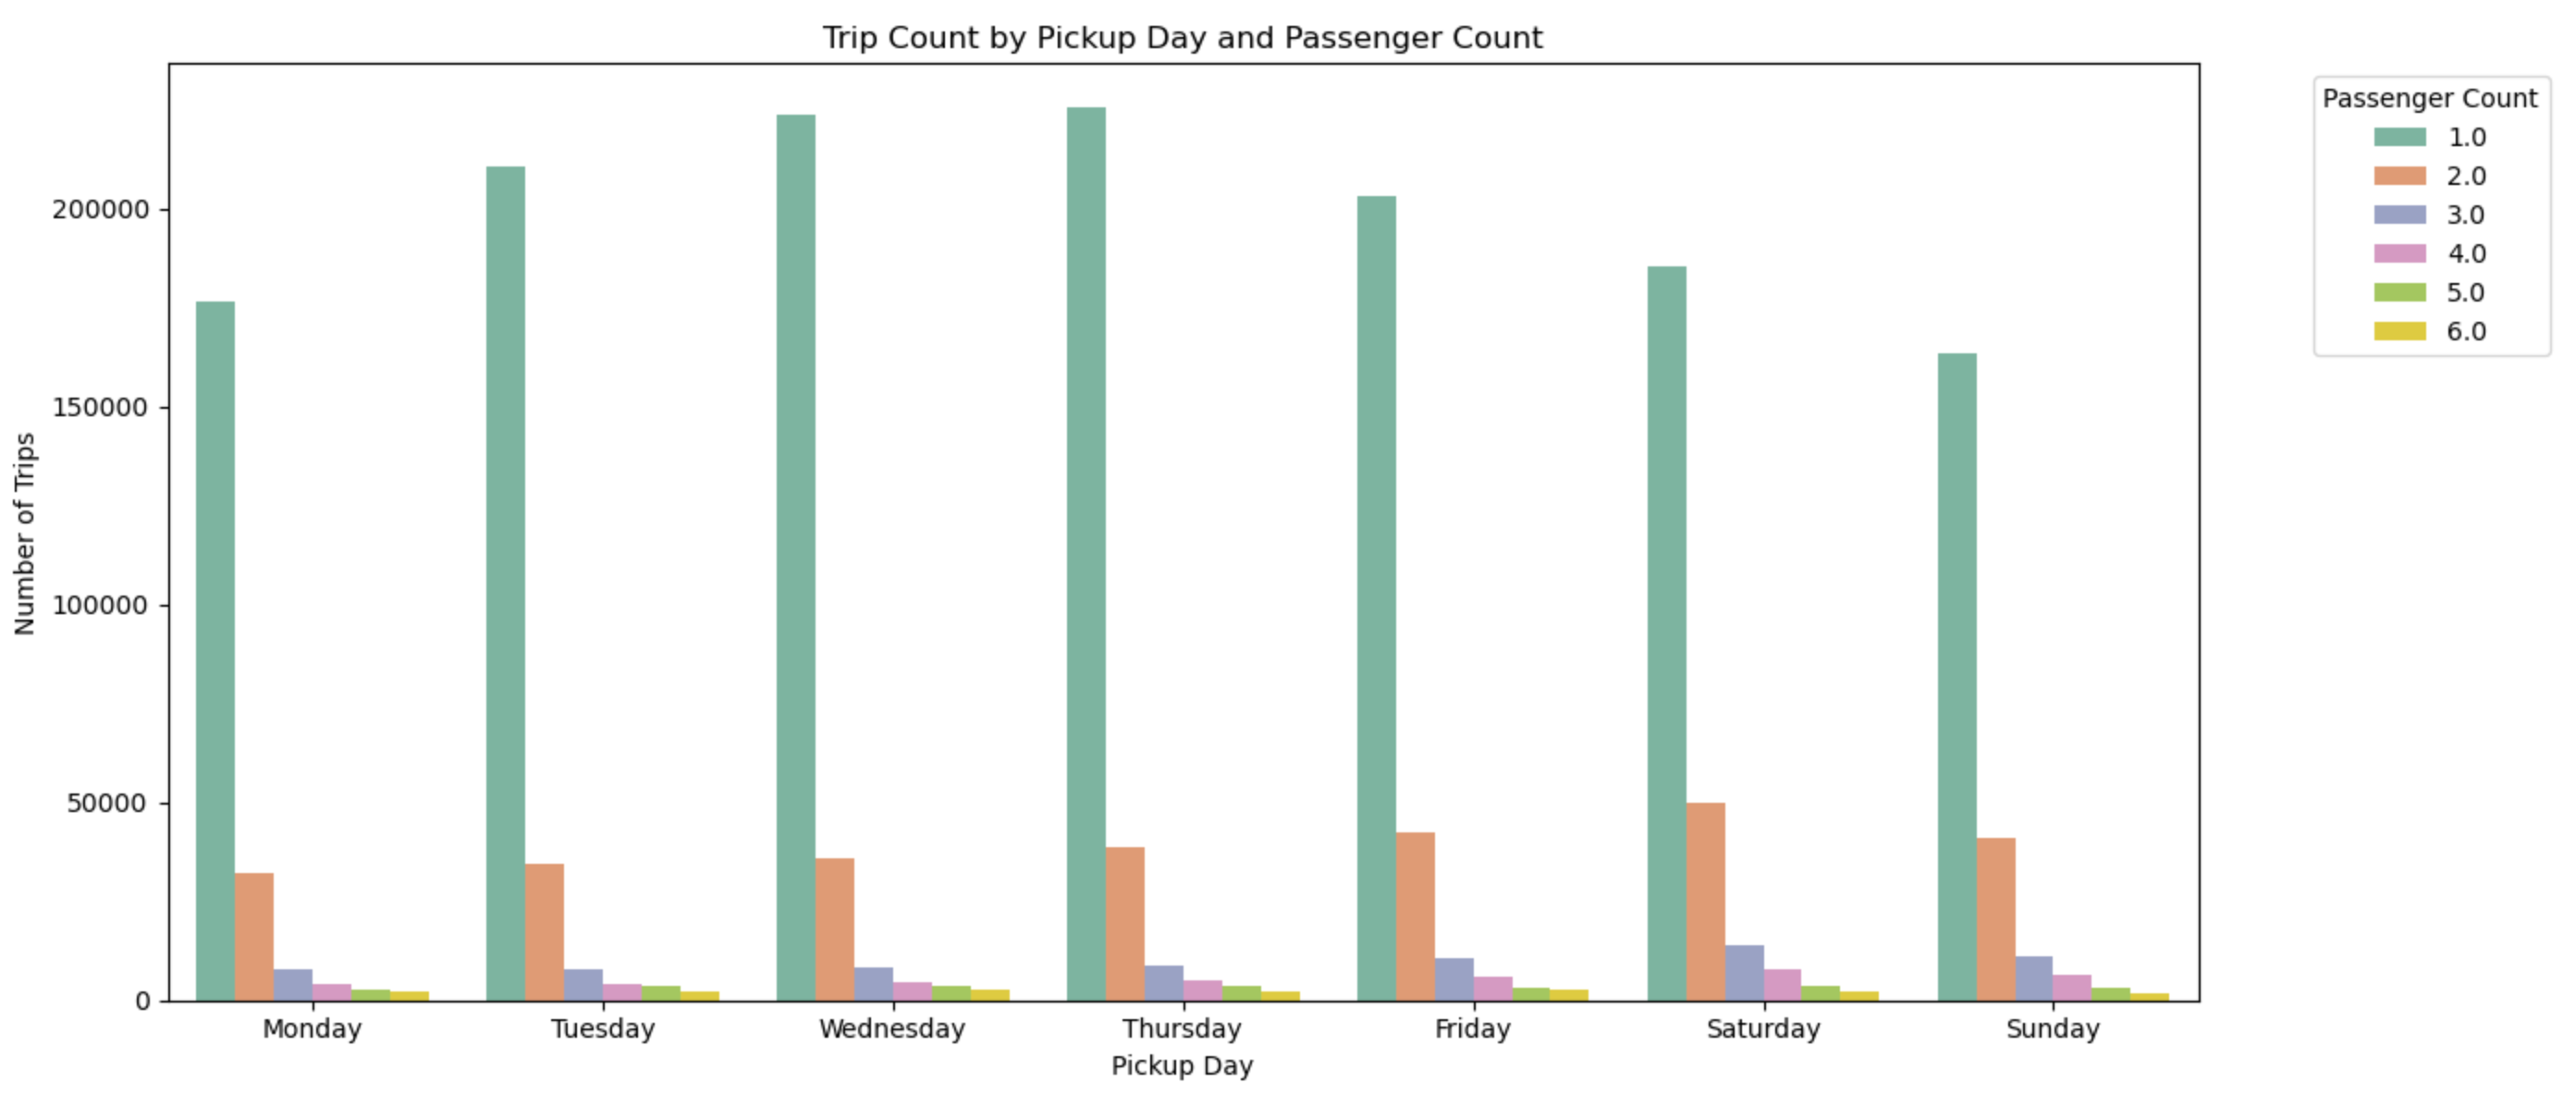 Trip Count by Pickup Day and Passenger Count
Passenger Count
1.0
2.0
3.0
4.0
5.0
6.0
Number of Trips
200000
150000
100000
50000
0
Monday Tuesday Wednesday Thursday Friday Saturday Sunday
Pickup Day